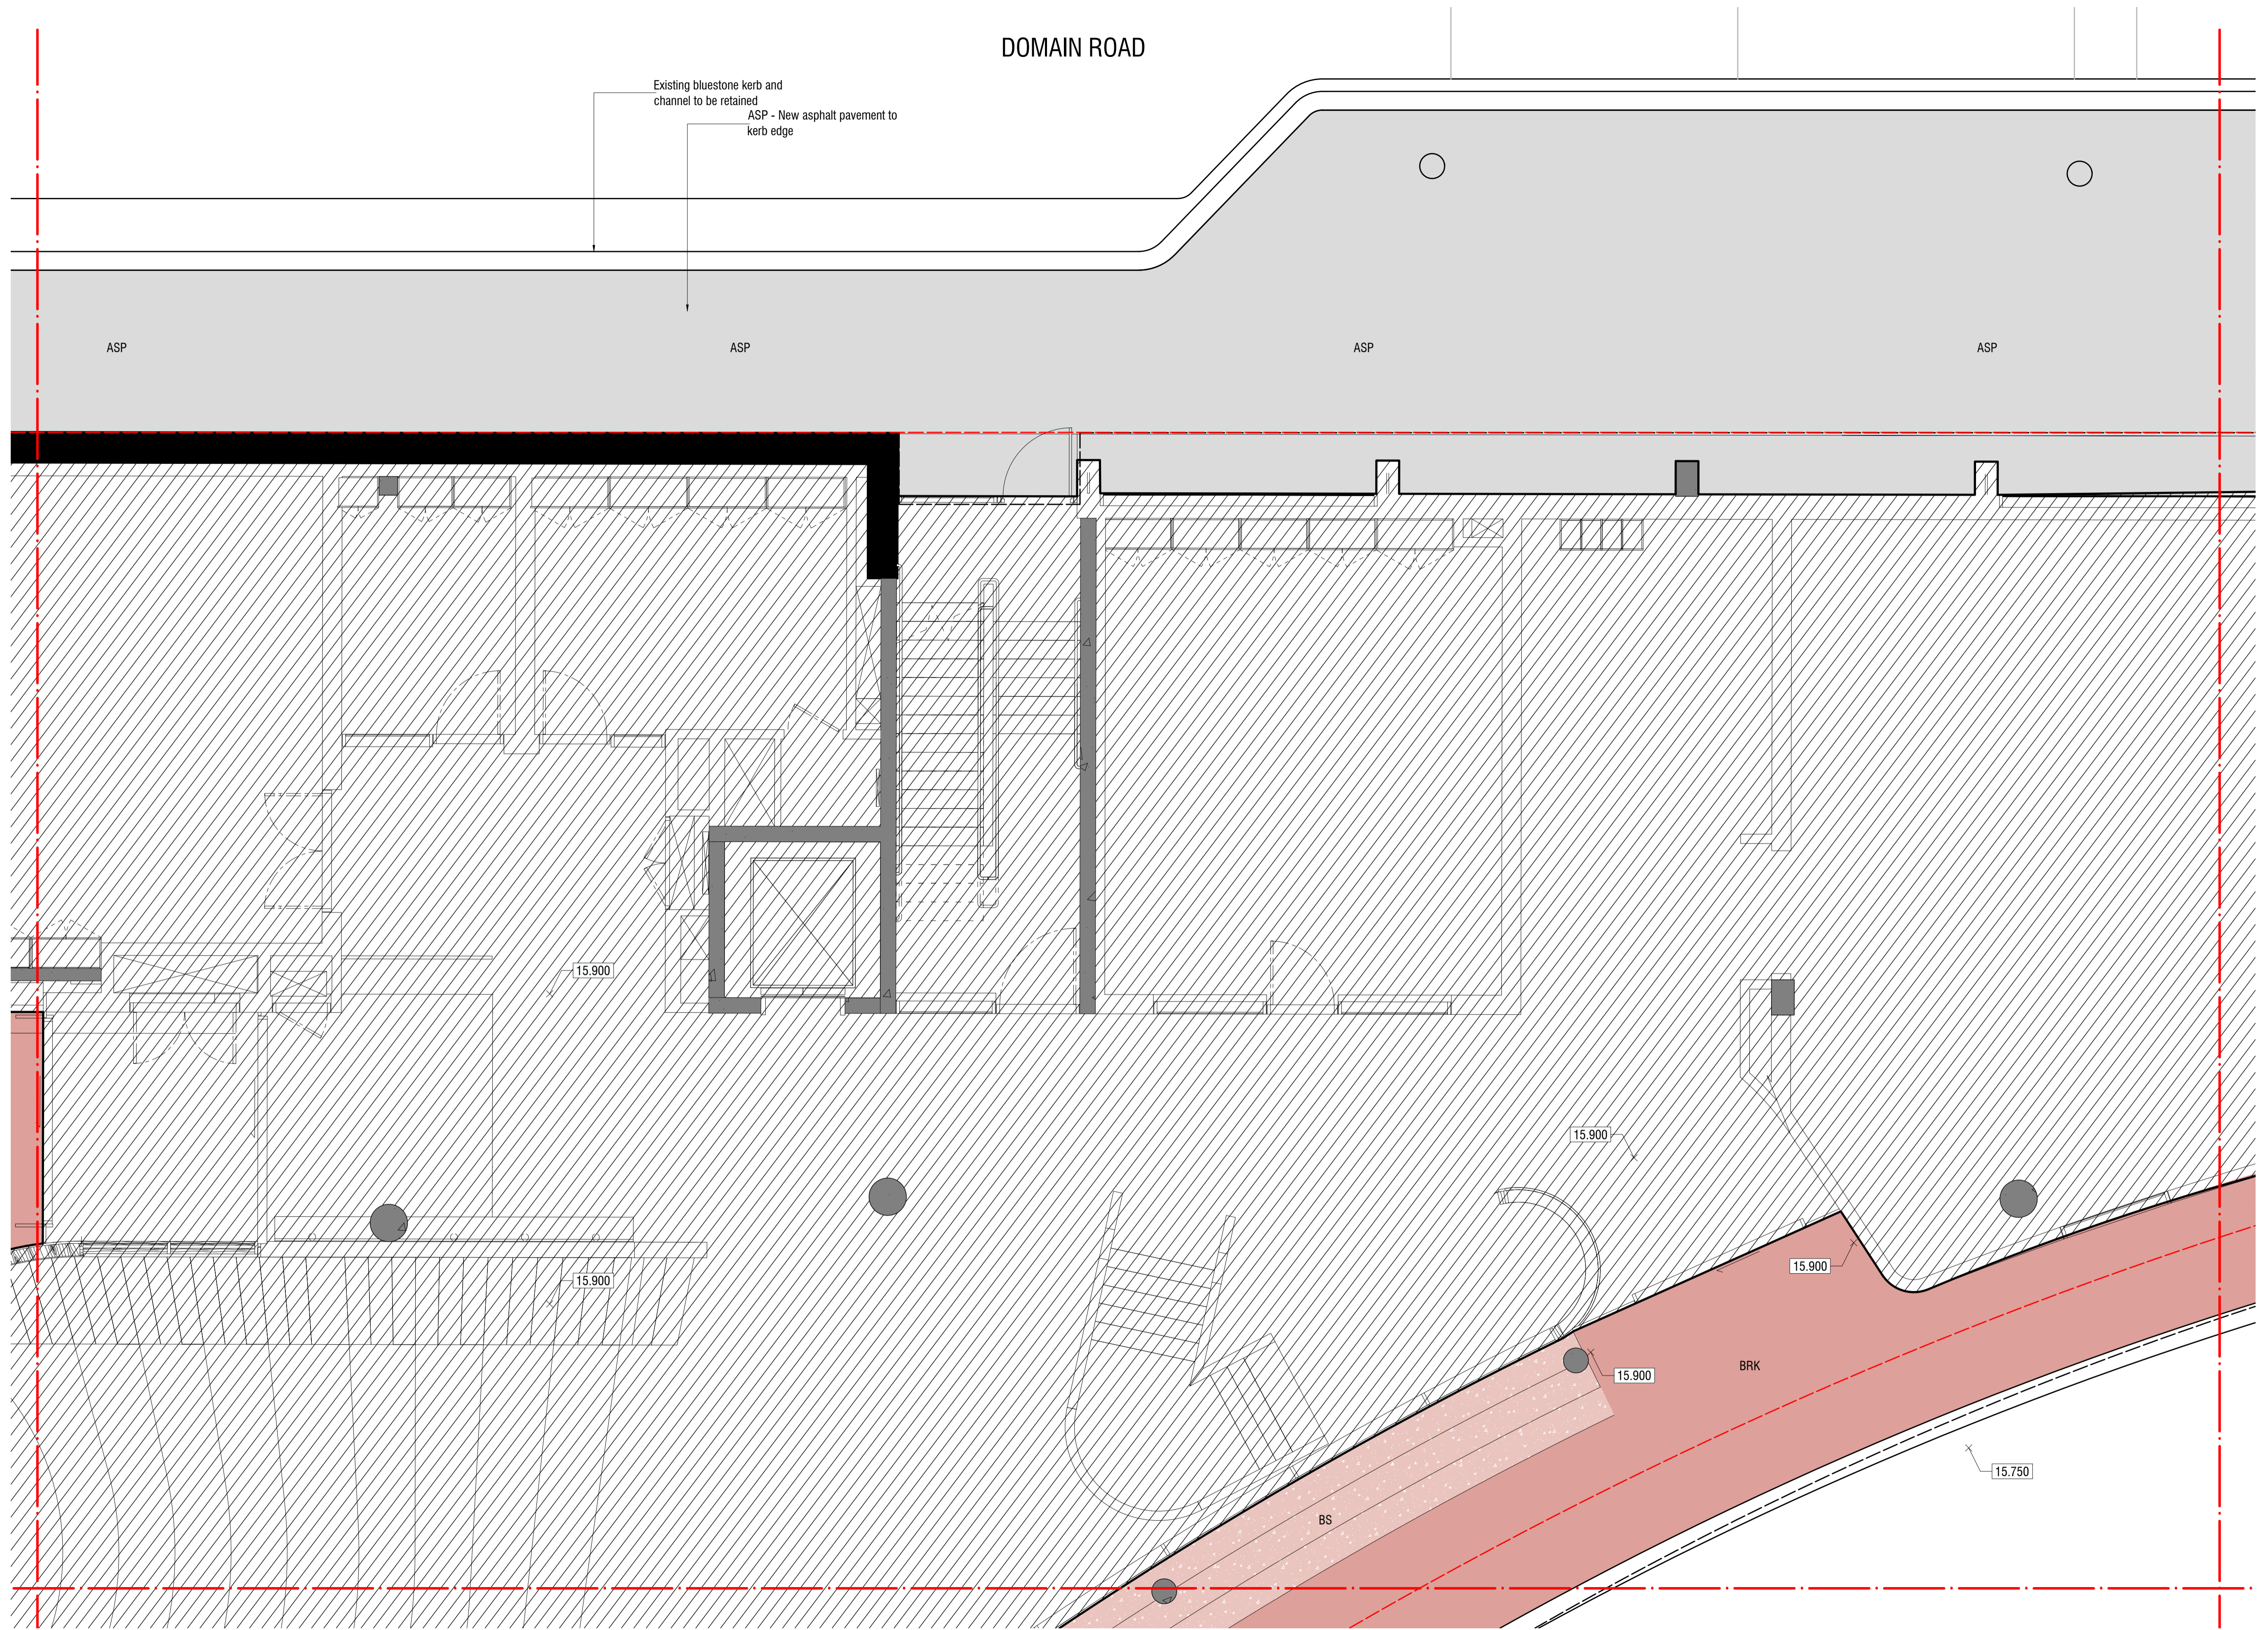 DOMAIN ROAD
Existing bluestone kerb and
channel to be retained
ASP - New asphalt pavement to
kerb edge
ASP
ASP
ASP
ASP
15.900
15.900
15.900
15.900
15.900
BRK
15.750
BS